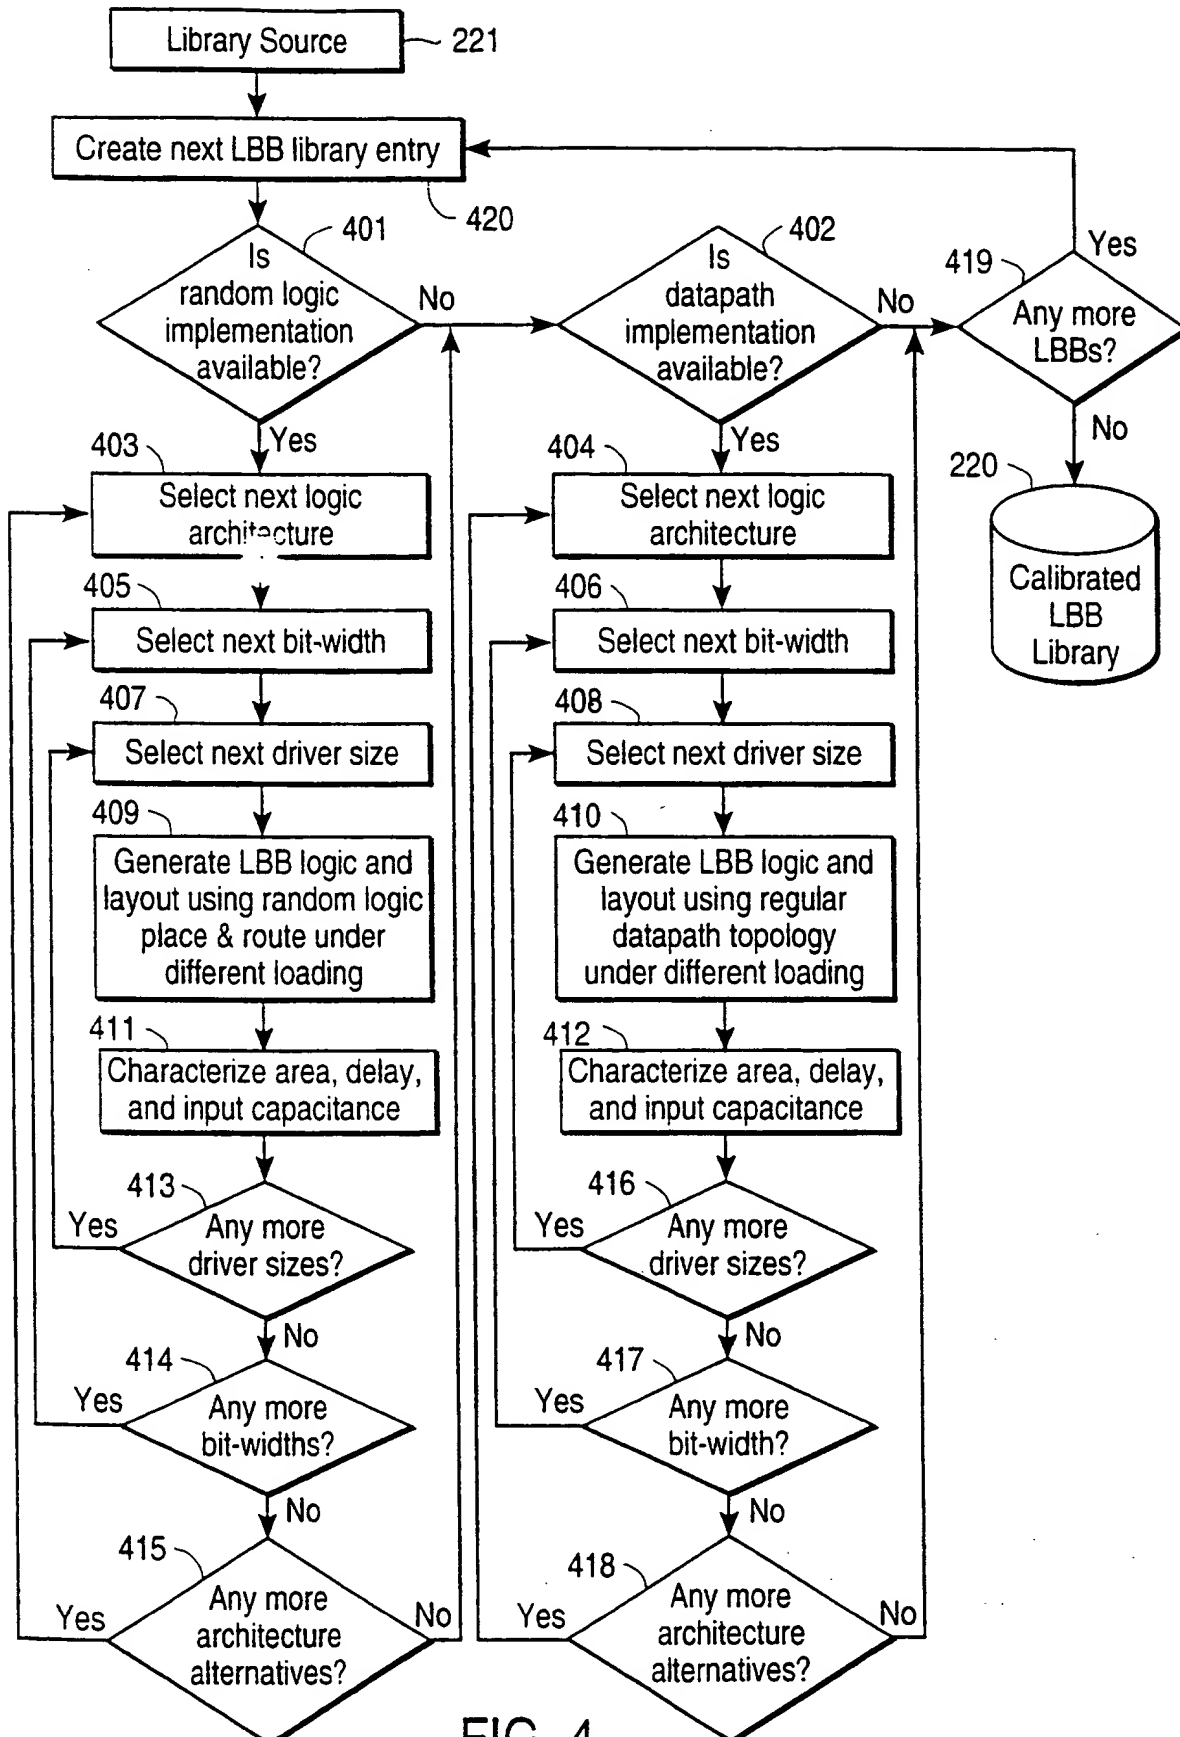 Library Source
221
Create next LBB library entry
420
401
Is
random logic
implementation
available?
No
Yes
402
Is
datapath
implementation
available?
No
Yes
419
Any more
LBBs?
Yes
No
220
Calibrated
LBB
Library
403
Select next logic
architecture
405
Select next bit-width
407
Select next driver size
409
Generate LBB logic and
layout using random logic
place & route under
different loading
411
Characterize area, delay,
and input capacitance
413
Any more
driver sizes?
Yes
No
414
Any more
bit-widths?
Yes
No
415
Any more
architecture
alternatives?
Yes
No
404
Select next logic
architecture
406
Select next bit-width
408
Select next driver size
410
Generate LBB logic and
layout using regular
datapath topology
under different loading
412
Characterize area, delay,
and input capacitance
416
Any more
driver sizes?
Yes
No
417
Any more
bit-width?
Yes
No
418
Any more
architecture
alternatives?
Yes
No
FIG. 4